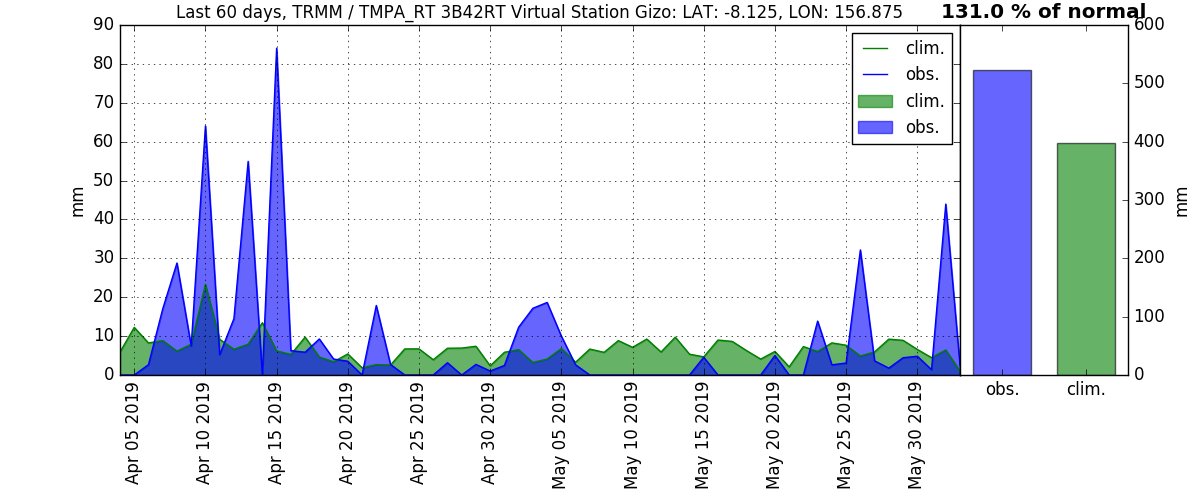 Last 60 days, TRMM / TMPA_RT 3B42RT Virtual Station Gizo: LAT: -8.125, LON: 156.875
131.0 % of normal
90
80
70
60
50
40
30
20
10
0
mm
clim.
obs.
clim.
obs.
600
500
400
300
200
100
0
mm
obs.
clim.
Apr 05 2019
Apr 10 2019
Apr 15 2019
Apr 20 2019
Apr 25 2019
Apr 30 2019
May 05 2019
May 10 2019
May 15 2019
May 20 2019
May 25 2019
May 30 2019